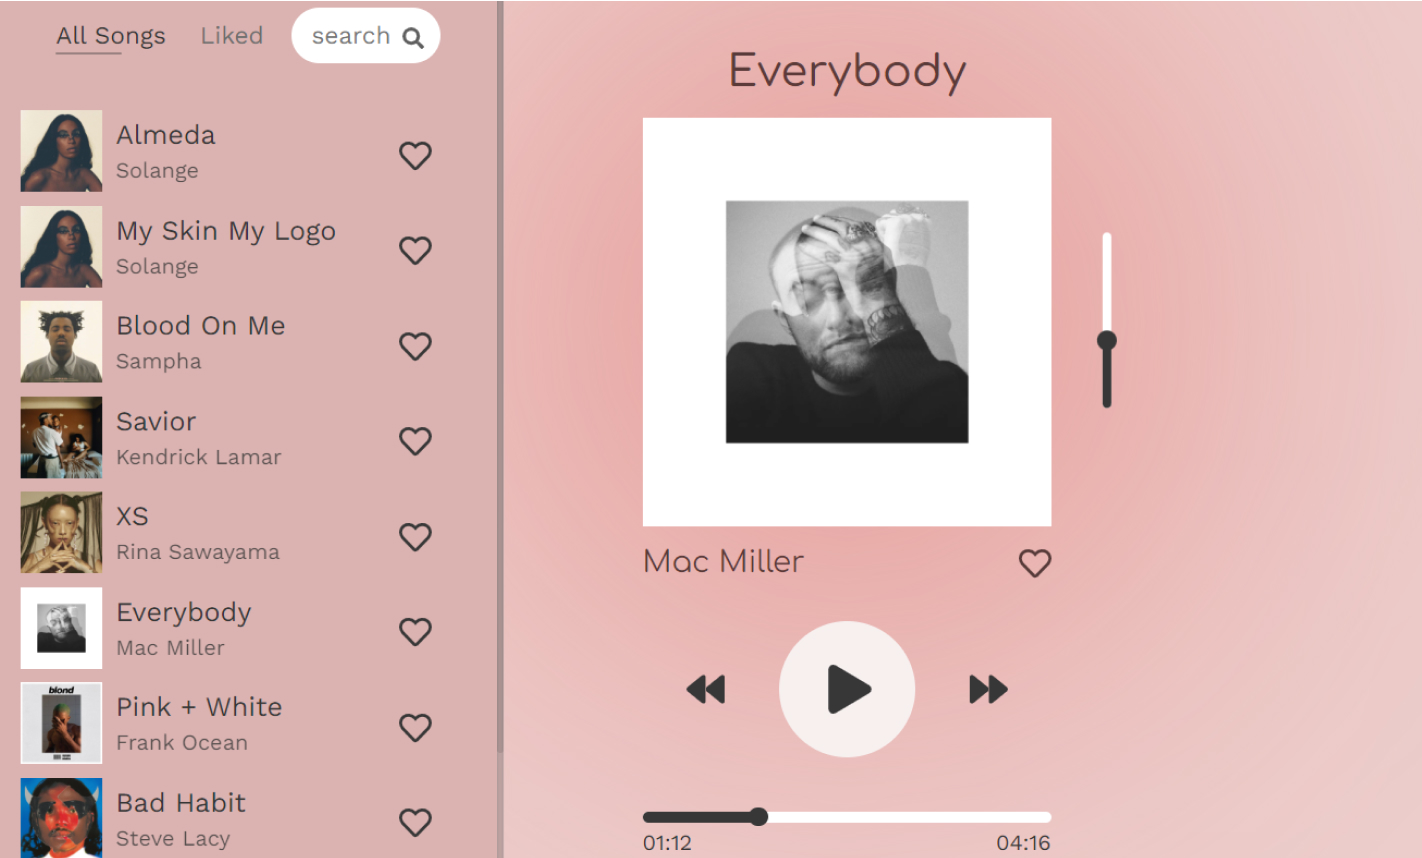 All Songs
Liked
search
Almeda
Solange
My Skin My Logo
Solange
Blood On Me
Sampha
Savior
Kendrick Lamar
XS
Rina Sawayama
Everybody
Mac Miller
blond
Pink + White
Frank Ocean
Bad Habit
Steve Lacy
Everybody
Mac Miller
01:12
04:16